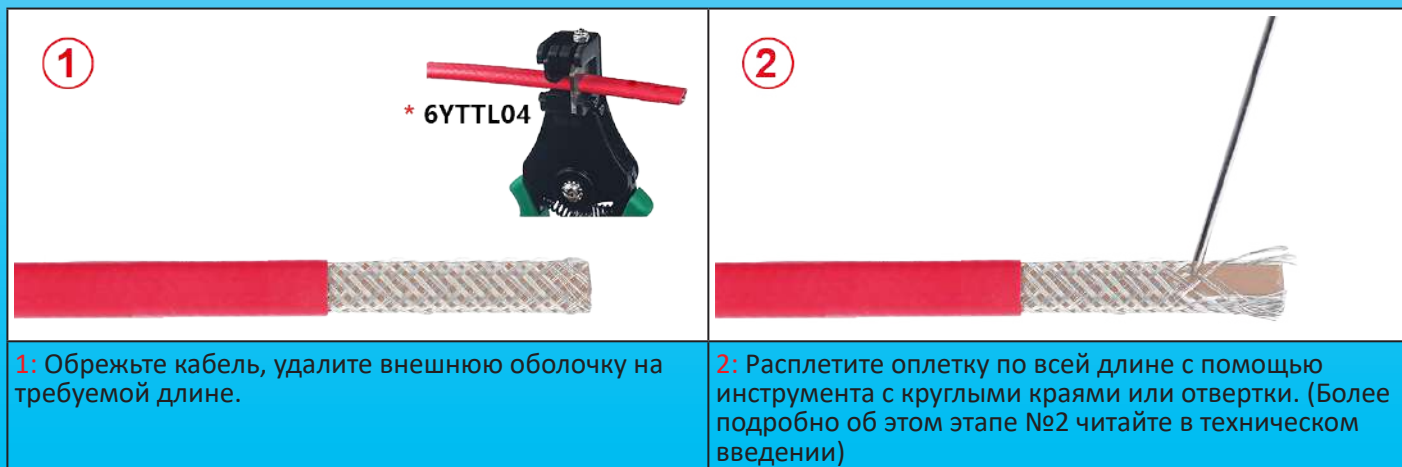 1
* 6YTTL04
2
1: Обрежьте кабель, удалите внешнюю оболочку на
требуемой длине.
2: Расплетите оплетку по всей длине с помощью
инструмента с круглыми краями или отвертки. (Более
подробно об этом этапе №2 читайте в техническом
введении)